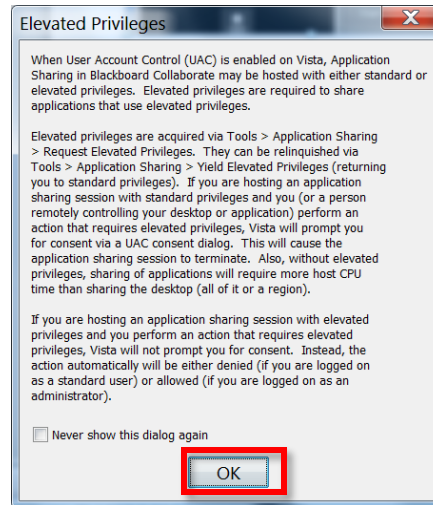 Elevated Privileges
When User Account Control (UAC) is enabled on Vista, Application
Sharing in Blackboard Collaborate may be hosted with either standard or
elevated privileges.  Elevated privileges are required to share
applications that use elevated privileges.
Elevated privileges are acquired via Tools > Application Sharing
> Request Elevated Privileges.  They can be relinquished via
Tools > Application Sharing > Yield Elevated Privileges (returning
you to standard privileges).  If you are hosting an application
sharing session with standard privileges and you (or a person
remotely controlling your desktop or application) perform an
action that requires elevated privileges, Vista will prompt you
for consent via a UAC consent dialog.  This will cause the
application sharing session to terminate.  Also, without elevated
privileges, sharing of applications will require more host CPU
time than sharing the desktop (all of it or a region).
If you are hosting an application sharing session with elevated
privileges and you perform an action that requires elevated
privileges, Vista will not prompt you for consent.  Instead, the
action automatically will be either denied (if you are logged on
as a standard user) or allowed (if you are logged on as an
administrator).
Never show this dialog again
OK